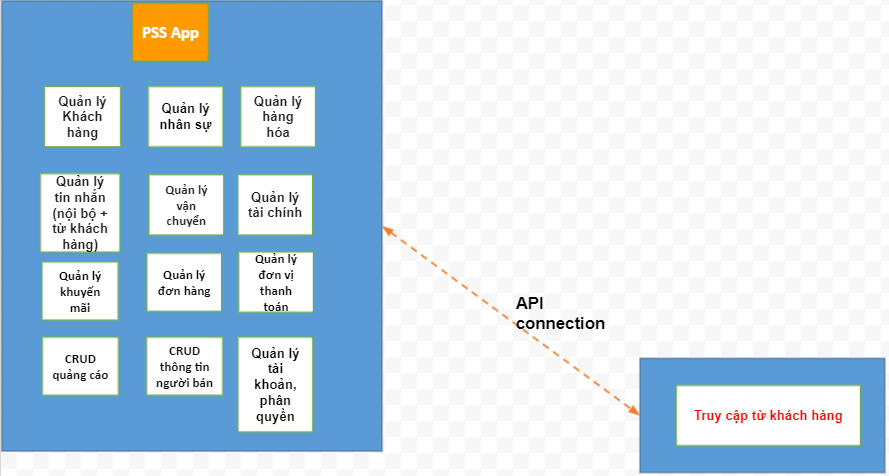 PSS App
Quản lý
Khách
hàng
Quản lý
nhân sự
Quản lý
hàng
hóa
Quản lý
tin nhắn
(nội bộ +
từ khách
hàng)
Quản lý
vận
chuyển
Quản lý
tài chính
Quản lý
khuyến
mãi
Quản lý
đơn hàng
Quản lý
đơn vị
thanh
toán
CRUD
quảng cáo
CRUD
thông tin
người bán
Quản lý
tài
khoản,
phân
quyền
API
connection
Truy cập từ khách hàng